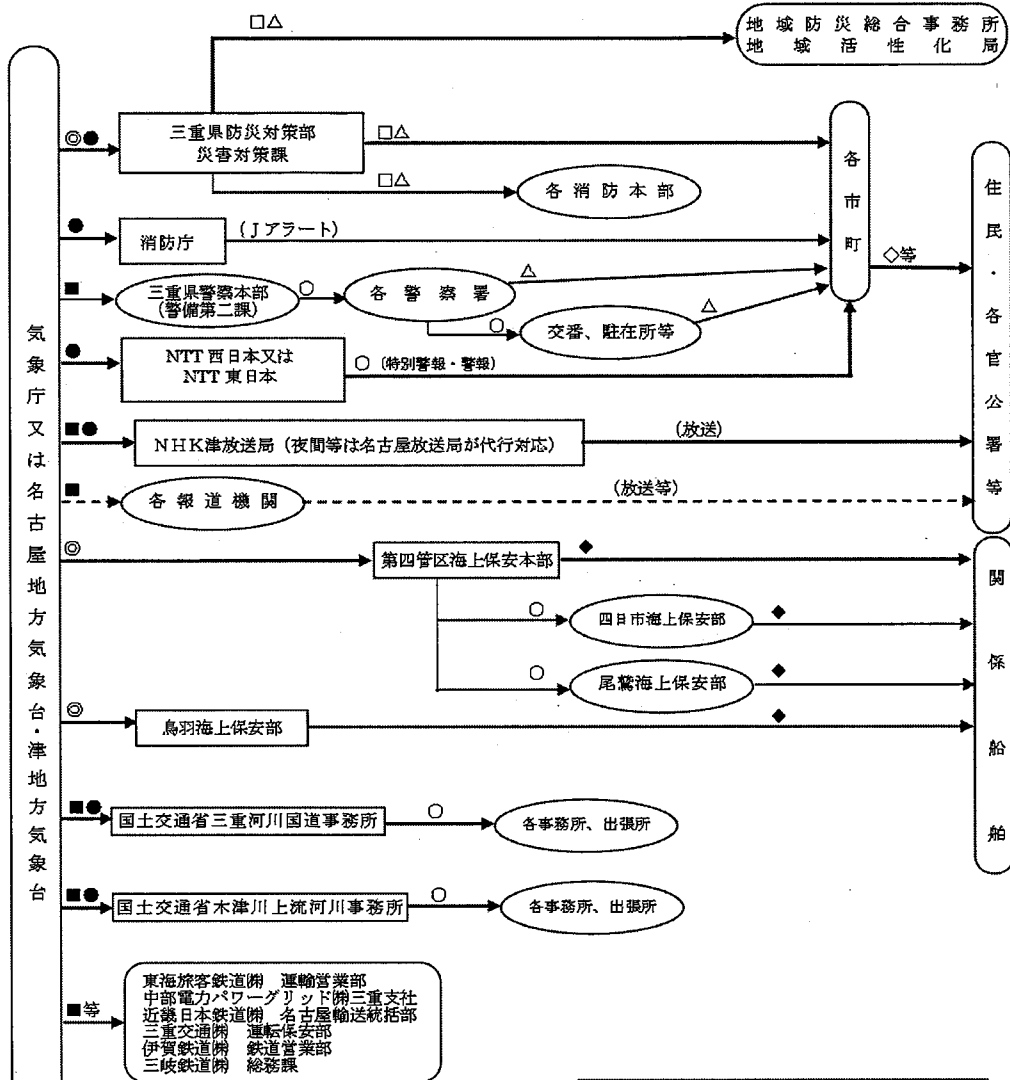 □△
地域防災総合事務所
地域活性化局
気象庁又は名古屋地方気象台・津地方気象台
◎●
三重県防災対策部
災害対策課
□△
□△
各消防本部
各市町
住民・各官公署等
●
消防庁
(Jアラート)
◇等
■
三重県警察本部
(警備第二課)
○
各警察署
△
○
交番、駐在所等
△
●
NTT西日本又は
NTT東日本
○(特別警報・警報)
■●
NHK津放送局(夜間等は名古屋放送局が代行対応)
(放送)
■
各報道機関
(放送等)
◎
第四管区海上保安本部
◆
関係船舶
○
四日市海上保安部
◆
○
尾鷲海上保安部
◆
◎
鳥羽海上保安部
◆
■●
国土交通省三重河川国道事務所
○
各事務所、出張所
■●
国土交通省木津川上流河川事務所
○
各事務所、出張所
■等
東海旅客鉄道㈱ 運輸営業部
中部電力パワーグリッド㈱三重支社
近畿日本鉄道㈱ 名古屋輸送統括部
三重交通㈱ 運転保安部
伊賀鉄道㈱ 鉄道営業部
三岐鉄道㈱ 総務課